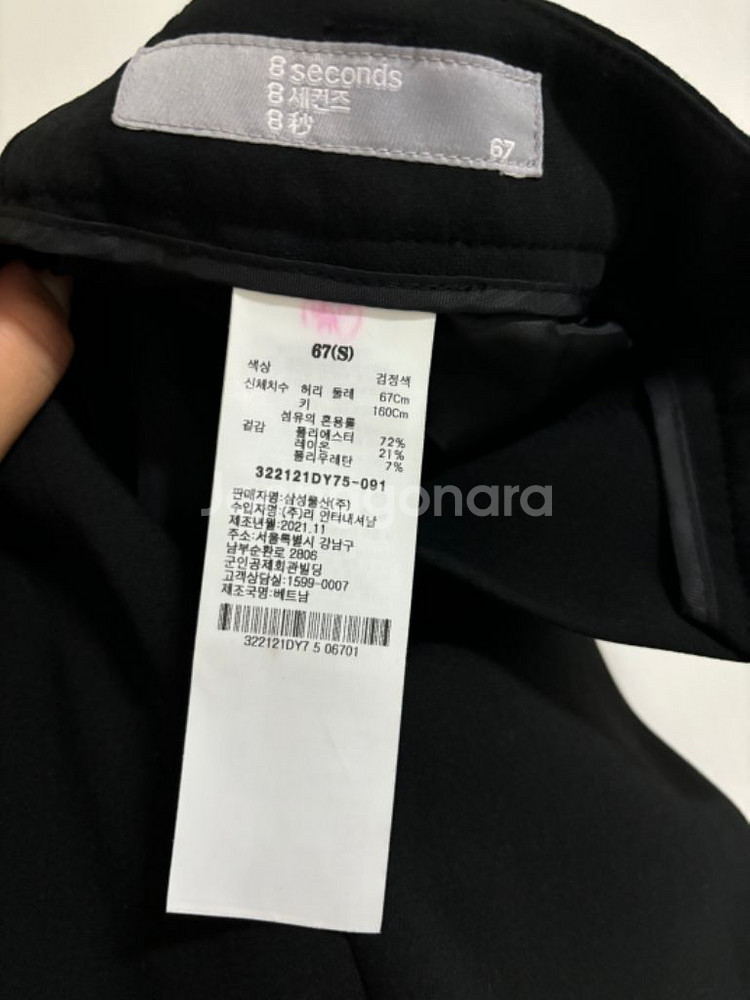 8 seconds
8 세컨즈
8 秒
67
67(S)
색상 검정색
신체치수 허리 둘레 67Cm
키 160Cm
섬유의 혼용률
겉감 폴리에스터 72%
레이온 21%
폴리우레탄 7%
322121DY75-091
판매자명:삼성물산(주)
수입자명:(주)리 인터내셔날
제조년월:2021.11
주소:서울특별시 강남구
남부순환로 2806
군인공제회관빌딩
고객상담실:1599-0007
제조국명:베트남
322121DY7 5 06701